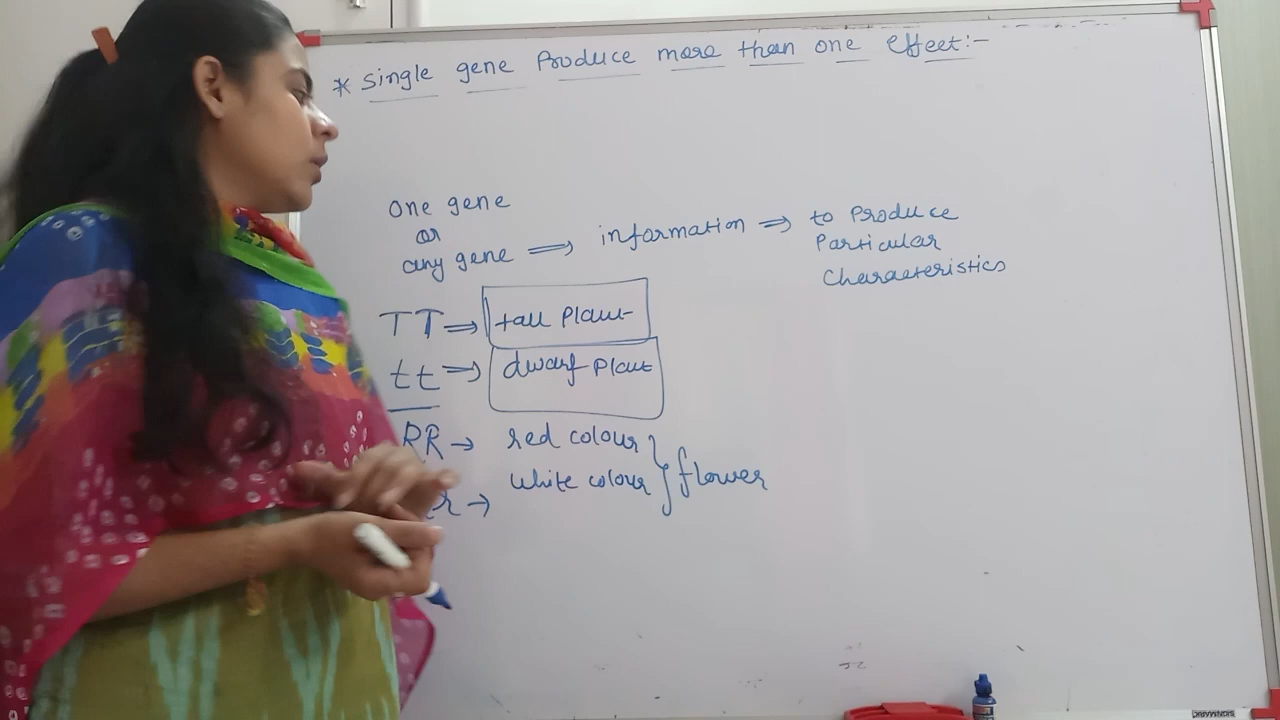 * Single gene Produce more than one effect:-
one gene
or
any gene ⇒ information ⇒ to Produce
Particular
Characteristics
TT ⇒ tall Plant
tt ⇒ dwarf Plant
RR → red colour
white colour } flower
r →